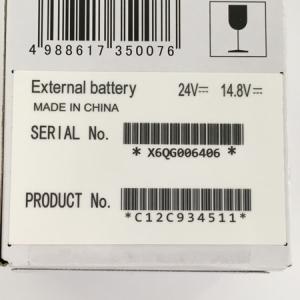 4 988617 350076
External battery 24V⎓ 14.8V⎓
MADE IN CHINA
SERIAL No.
* X6QG006406 *
PRODUCT No.
*C12C934511*